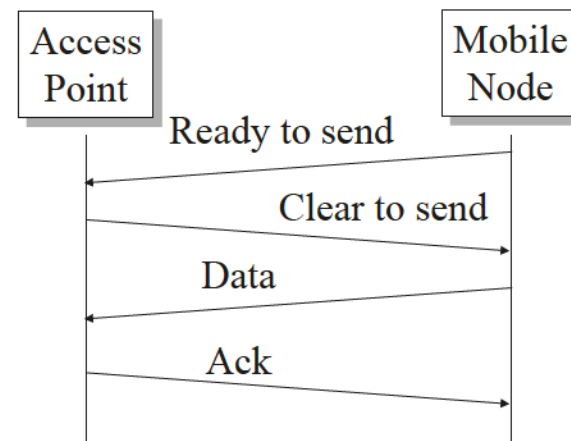 Access
Point
Mobile
Node
Ready to send
Clear to send
Data
Ack